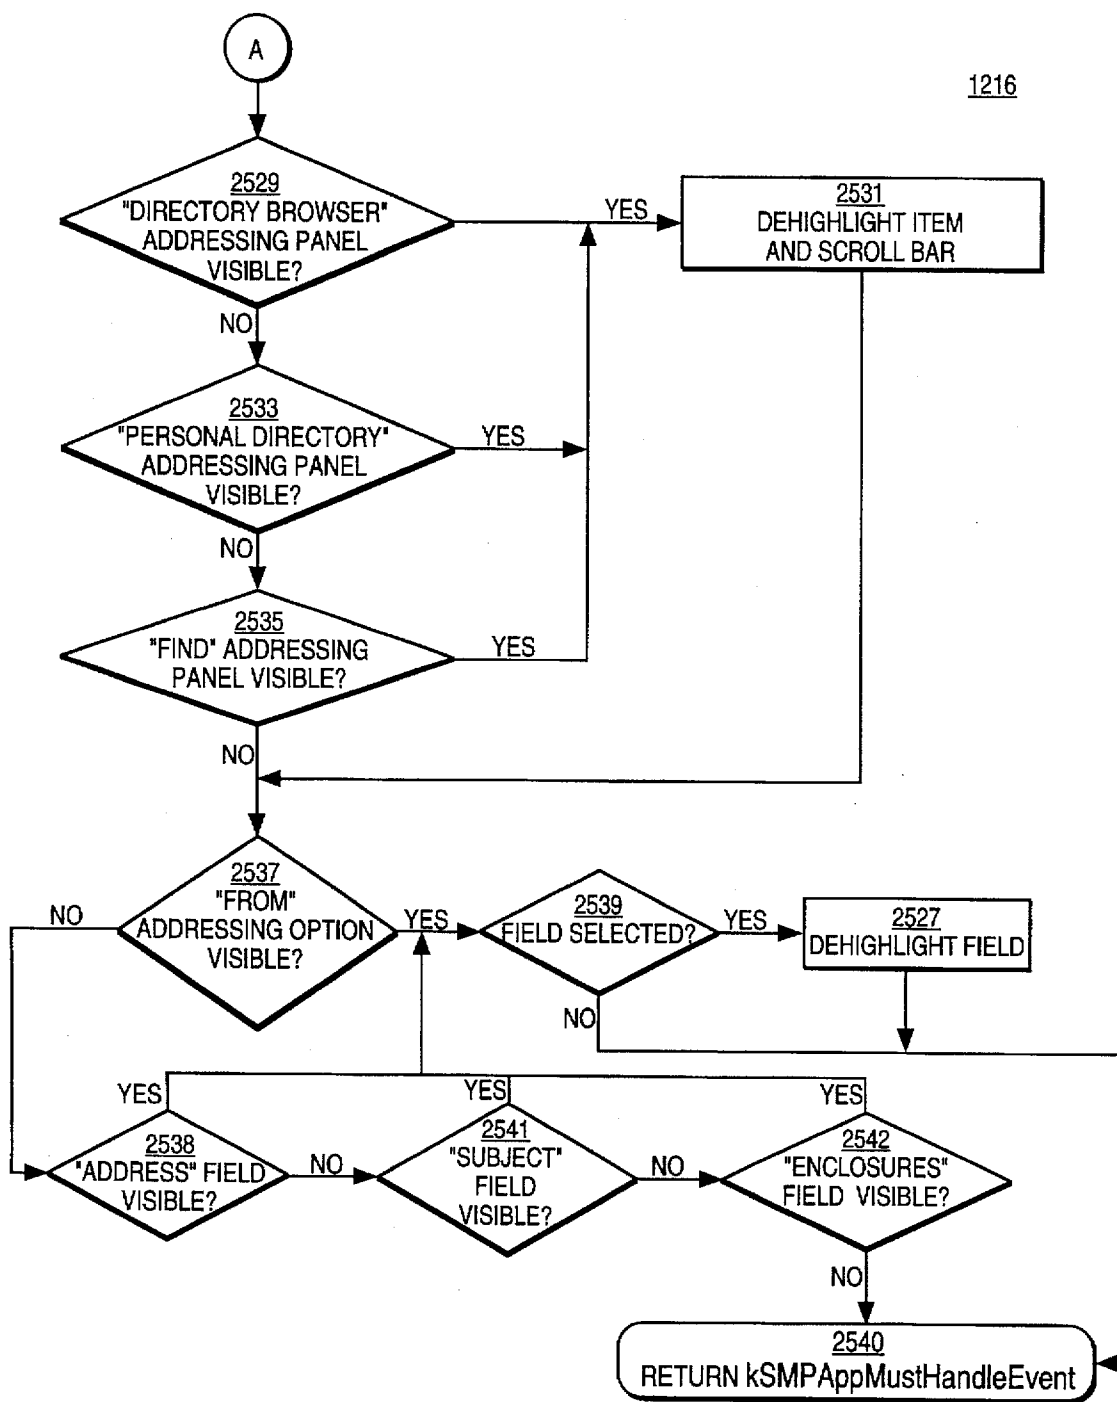 A
1216
2529
"DIRECTORY BROWSER"
ADDRESSING PANEL
VISIBLE?
YES
2531
DEHIGHLIGHT ITEM
AND SCROLL BAR
NO
2533
"PERSONAL DIRECTORY"
ADDRESSING PANEL
VISIBLE?
YES
NO
2535
"FIND" ADDRESSING
PANEL VISIBLE?
YES
NO
2537
"FROM"
ADDRESSING OPTION
VISIBLE?
NO
YES
2539
FIELD SELECTED?
YES
2527
DEHIGHLIGHT FIELD
NO
YES
2538
"ADDRESS" FIELD
VISIBLE?
NO
YES
2541
"SUBJECT"
FIELD
VISIBLE?
NO
YES
2542
"ENCLOSURES"
FIELD VISIBLE?
NO
2540
RETURN kSMPAppMustHandleEvent